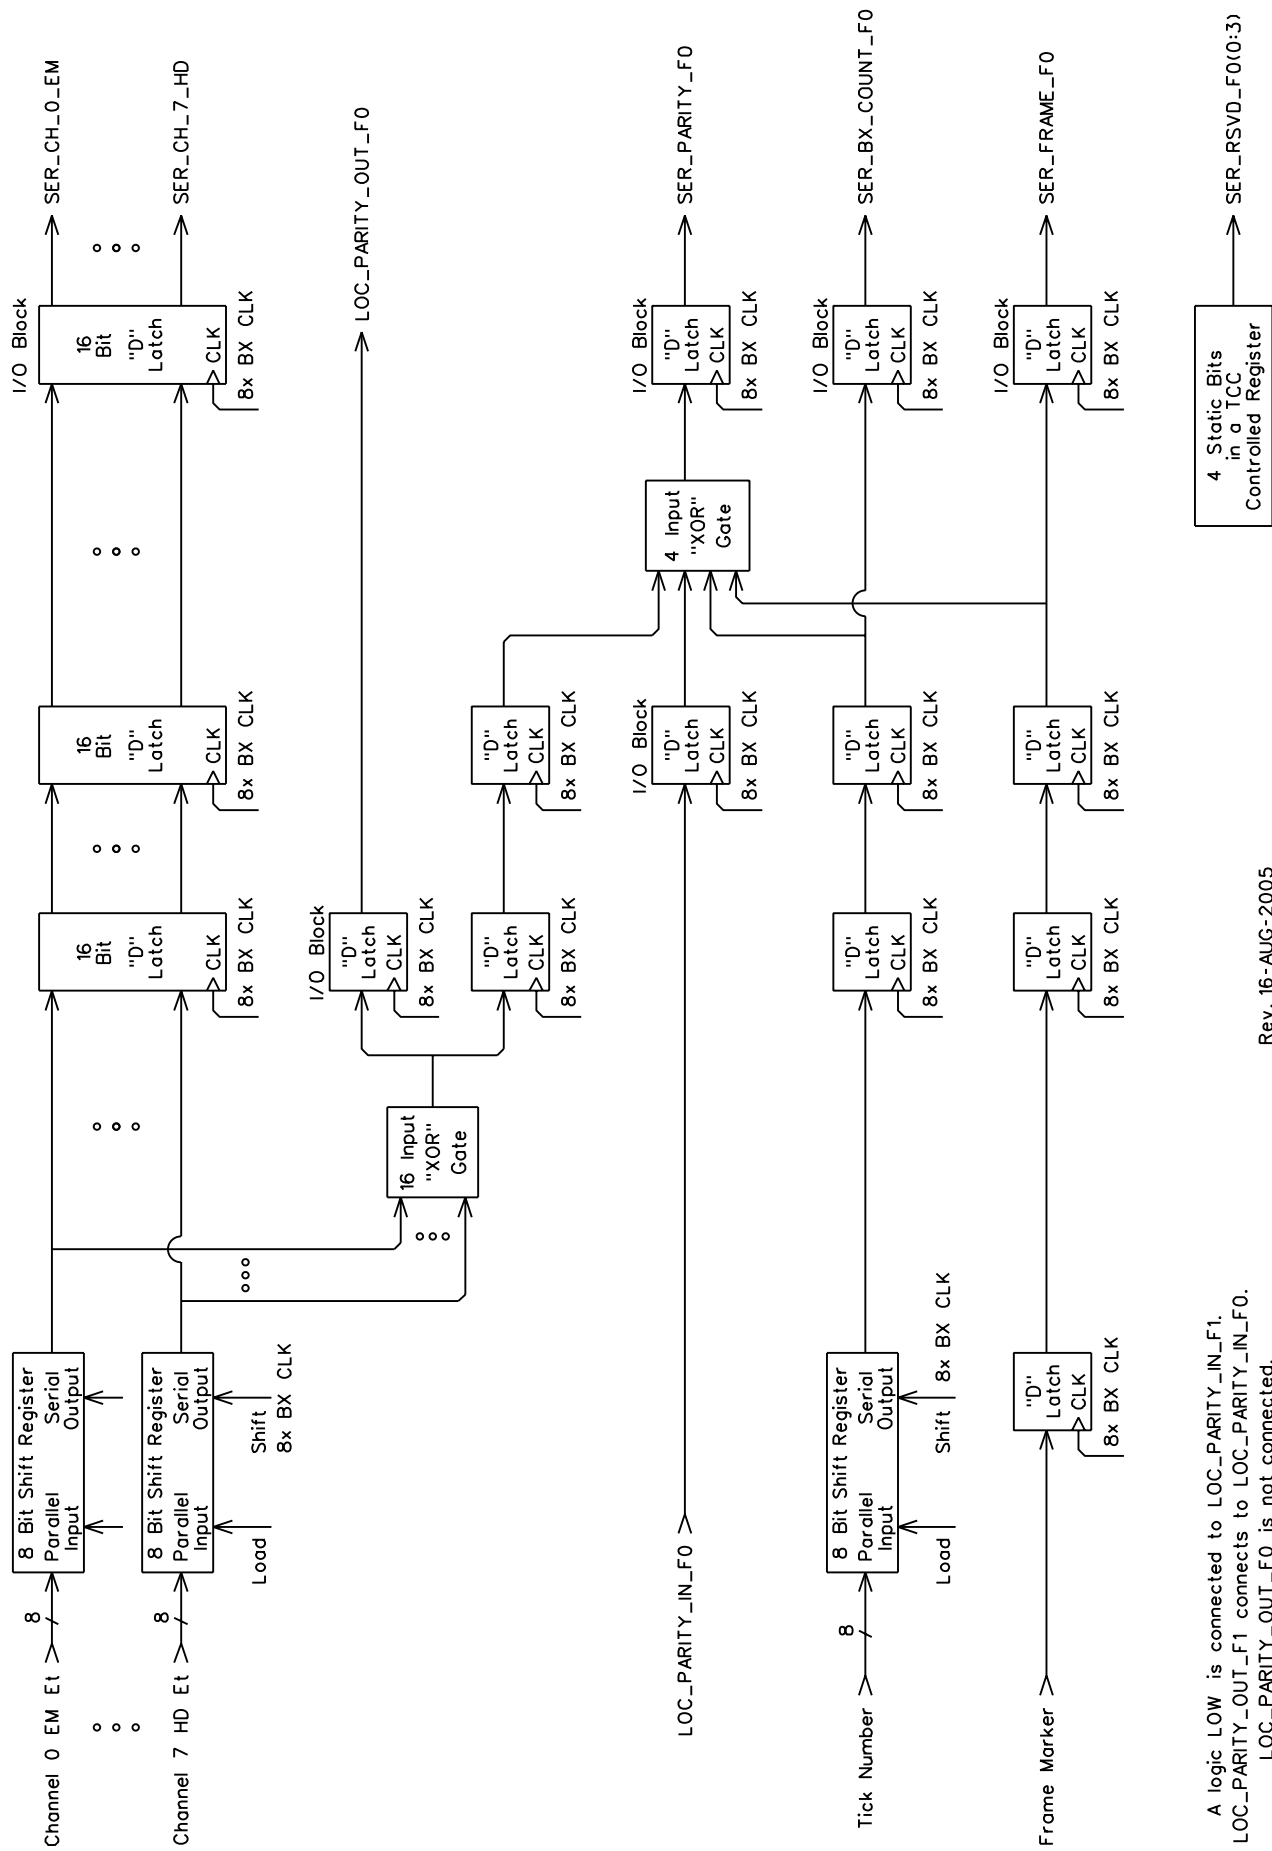 Channel 0 EM Et
8
8 Bit Shift Register
Parallel Input
Serial Output
16 Bit "D" Latch
CLK
8x BX CLK
16 Bit "D" Latch
CLK
8x BX CLK
I/O Block
16 Bit "D" Latch
CLK
8x BX CLK
SER_CH_0_EM
Channel 7 HD Et
8
8 Bit Shift Register
Parallel Input
Serial Output
Load
Shift
8x BX CLK
SER_CH_7_HD
16 Input
"XOR"
Gate
I/O Block
"D"
Latch
CLK
8x BX CLK
LOC_PARITY_OUT_F0
"D"
Latch
CLK
8x BX CLK
"D"
Latch
CLK
8x BX CLK
LOC_PARITY_IN_F0
I/O Block
"D"
Latch
CLK
8x BX CLK
4 Input
"XOR"
Gate
I/O Block
"D"
Latch
CLK
8x BX CLK
SER_PARITY_F0
Tick Number
8
8 Bit Shift Register
Parallel Input
Serial Output
Load
Shift 8x BX CLK
"D"
Latch
CLK
8x BX CLK
"D"
Latch
CLK
8x BX CLK
I/O Block
"D"
Latch
CLK
8x BX CLK
SER_BX_COUNT_F0
Frame Marker
"D"
Latch
CLK
8x BX CLK
"D"
Latch
CLK
8x BX CLK
"D"
Latch
CLK
8x BX CLK
I/O Block
"D"
Latch
CLK
8x BX CLK
SER_FRAME_F0
4 Static Bits
in a TCC
Controlled Register
SER_RSVD_F0(0:3)
A logic LOW is connected to LOC_PARITY_IN_F1.
LOC_PARITY_OUT_F1 connects to LOC_PARITY_IN_F0.
LOC_PARITY_OUT_F0 is not connected.
Rev. 16-AUG-2005